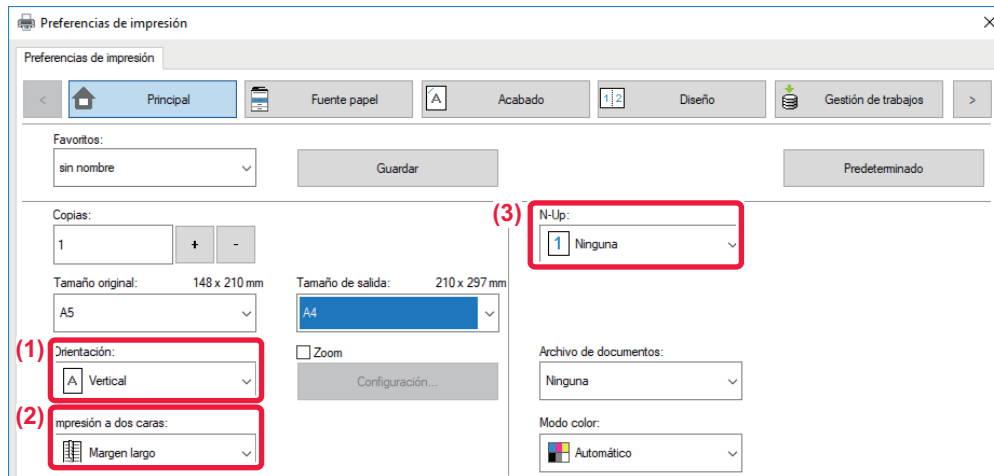 Preferencias de impresión
Preferencias de impresión
<
Principal
Fuente papel
A
Acabado
1 2
Diseño
Gestión de trabajos
>
Favoritos:
sin nombre
Guardar
Predeterminado
Copias:
1
+
-
(3)
N-Up:
1 Ninguna
Tamaño original: 148 x 210 mm
A5
Tamaño de salida: 210 x 297 mm
A4
(1)
Orientación:
A Vertical
Zoom
Configuración...
Archivo de documentos:
Ninguna
(2)
mpresión a dos caras:
Margen largo
Modo color:
Automático